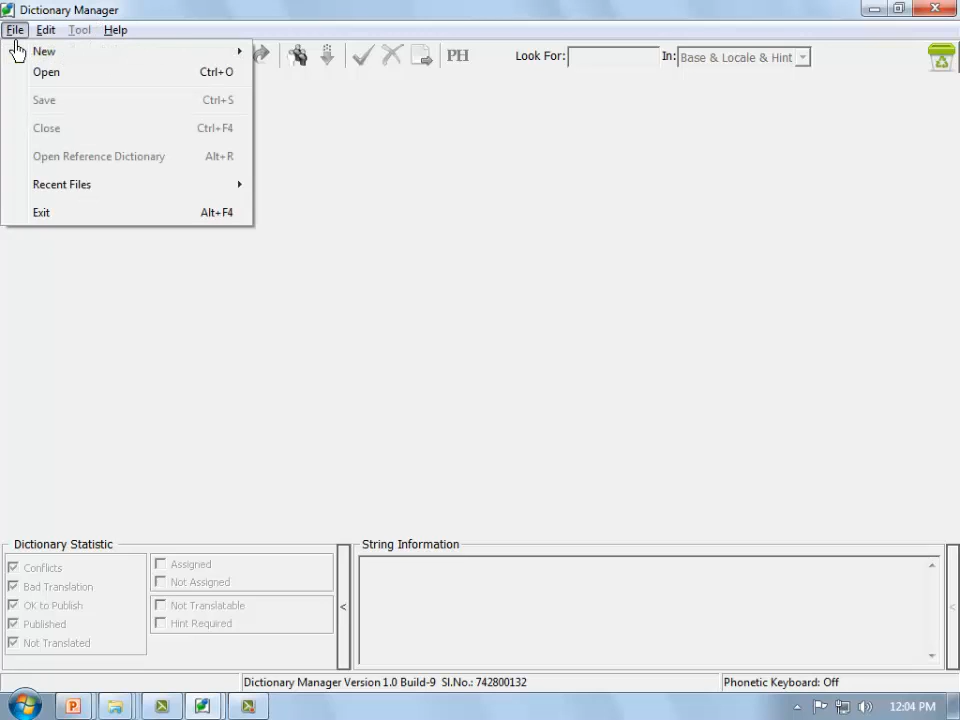 Dictionary Manager
File Edit Tool Help
New
Open Ctrl+O
Save Ctrl+S
Close Ctrl+F4
Open Reference Dictionary Alt+R
Recent Files
Exit Alt+F4
PH Look For: In: Base & Locale & Hint
Dictionary Statistic
Conflicts
Bad Translation
OK to Publish
Published
Not Translated
Assigned
Not Assigned
Not Translatable
Hint Required
<
String Information
<
Dictionary Manager Version 1.0 Build-9 Sl.No.: 742800132
Phonetic Keyboard: Off
12:04 PM